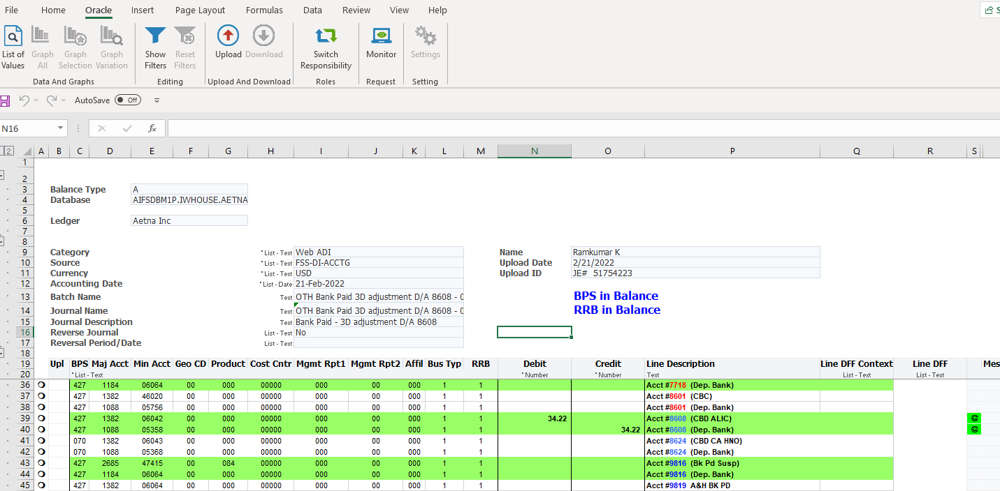 File Home Oracle Insert Page Layout Formulas Data Review View Help
List of Values Graph All Graph Selection Graph Variation Show Filters Reset Filters Upload Download Switch Responsibility Monitor Settings
Data And Graphs Editing Upload And Download Roles Request Setting
AutoSave Off
N16 fx
2 A B C D E F G H I J K L M N O P Q R S
1
2
3 Balance Type A
4 Database AIFSDBM1P.IWHOUSE.AETNA
5
6 Ledger Aetna Inc
7
8
9 Category * List - Text Web ADI Name Ramkumar K
10 Source * List - Text FSS-DI-ACCTG Upload Date 2/21/2022
11 Currency * List - Text USD Upload ID JE# 51754223
12 Accounting Date * List - Date 21-Feb-2022
13 Batch Name Text OTH Bank Paid 3D adjustment D/A 8608 - 0 BPS in Balance
14 Journal Name Text OTH Bank Paid 3D adjustment D/A 8608 - 0 RRB in Balance
15 Journal Description Text Bank Paid - 3D adjustment D/A 8608
16 Reverse Journal List - Text No
17 Reversal Period/Date List - Text
18
19 Upl BPS Maj Acct Min Acct Geo CD Product Cost Cntr Mgmt Rpt1 Mgmt Rpt2 Affil Bus Typ RRB Debit Credit Line Description Line DFF Context Line DFF Mes
20 * List - Text * Number * Number Text List - Text List - Text
36 427 1184 06064 00 000 00000 000 00 000 1 1 Acct #7718 (Dep. Bank)
37 427 1382 46020 00 000 00000 000 00 000 1 1 Acct #8601 (CBC)
38 427 1088 05756 00 000 00000 000 00 000 1 1 Acct #8601 (Dep. Bank)
39 427 1382 06042 00 000 00000 000 00 000 1 1 34.22 Acct #8608 (CBD ALIC)
40 427 1088 05358 00 000 00000 000 00 000 1 1 34.22 Acct #8608 (Dep. Bank)
41 070 1382 06043 00 000 00000 000 00 000 1 1 Acct #8624 (CBD CA HNO)
42 070 1088 05368 00 000 00000 000 00 000 1 1 Acct #8624 (Dep. Bank)
43 427 2685 47415 00 084 00000 000 00 000 1 1 Acct #9816 (Bk Pd Susp)
44 427 1184 06064 00 000 00000 000 00 000 1 1 Acct #9816 (Dep. Bank)
45 427 1382 06064 00 000 00000 000 00 000 1 1 Acct #9819 A&H BK PD